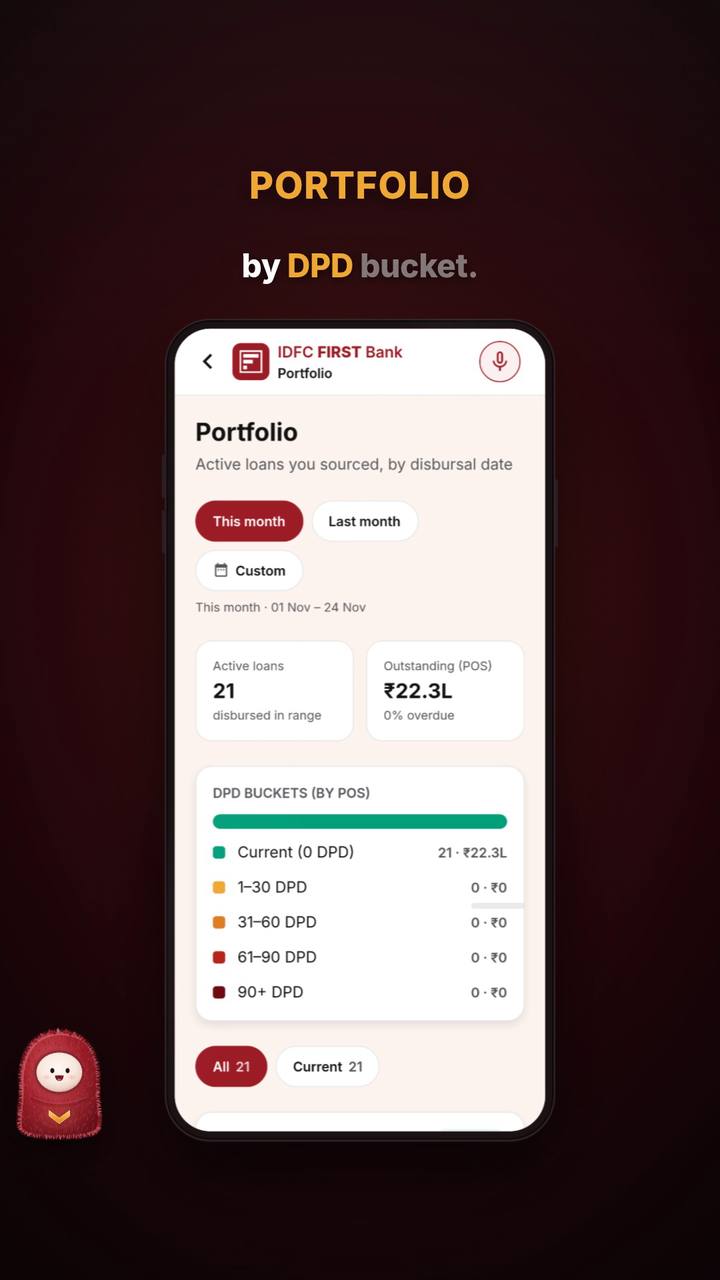 PORTFOLIO
by DPD bucket.
IDFC FIRST Bank
Portfolio
Portfolio
Active loans you sourced, by disbursal date
This month
Last month
Custom
This month · 01 Nov – 24 Nov
Active loans
21
disbursed in range
Outstanding (POS)
₹22.3L
0% overdue
DPD BUCKETS (BY POS)
Current (0 DPD) 21 · ₹22.3L
1–30 DPD 0 · ₹0
31–60 DPD 0 · ₹0
61–90 DPD 0 · ₹0
90+ DPD 0 · ₹0
All 21
Current 21